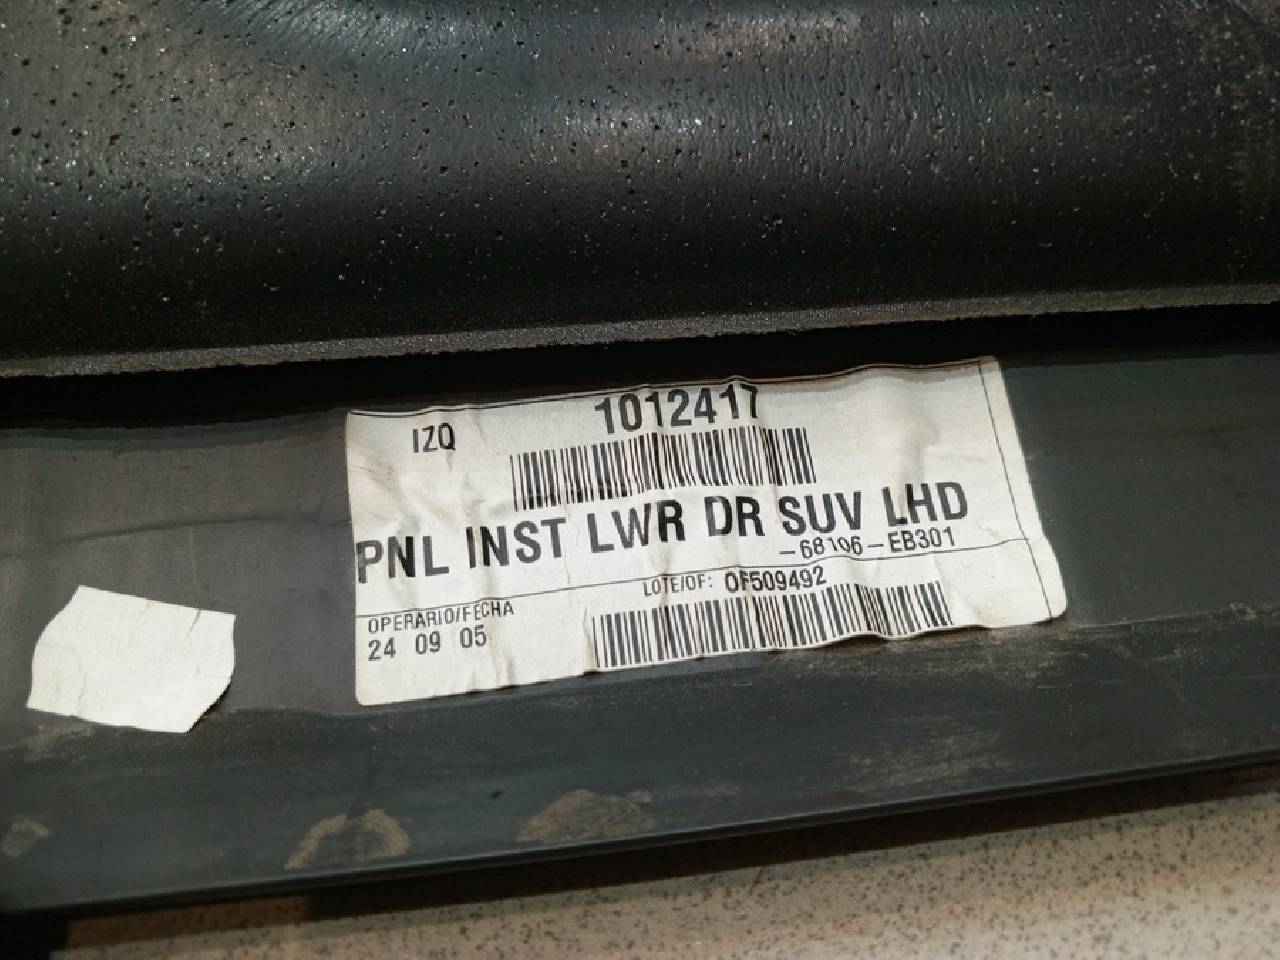 IZQ
1012417
PNL INST LWR DR SUV LHD
-68106-EB301
LOTE/OF: OF509492
OPERARIO/FECHA
24 09 05